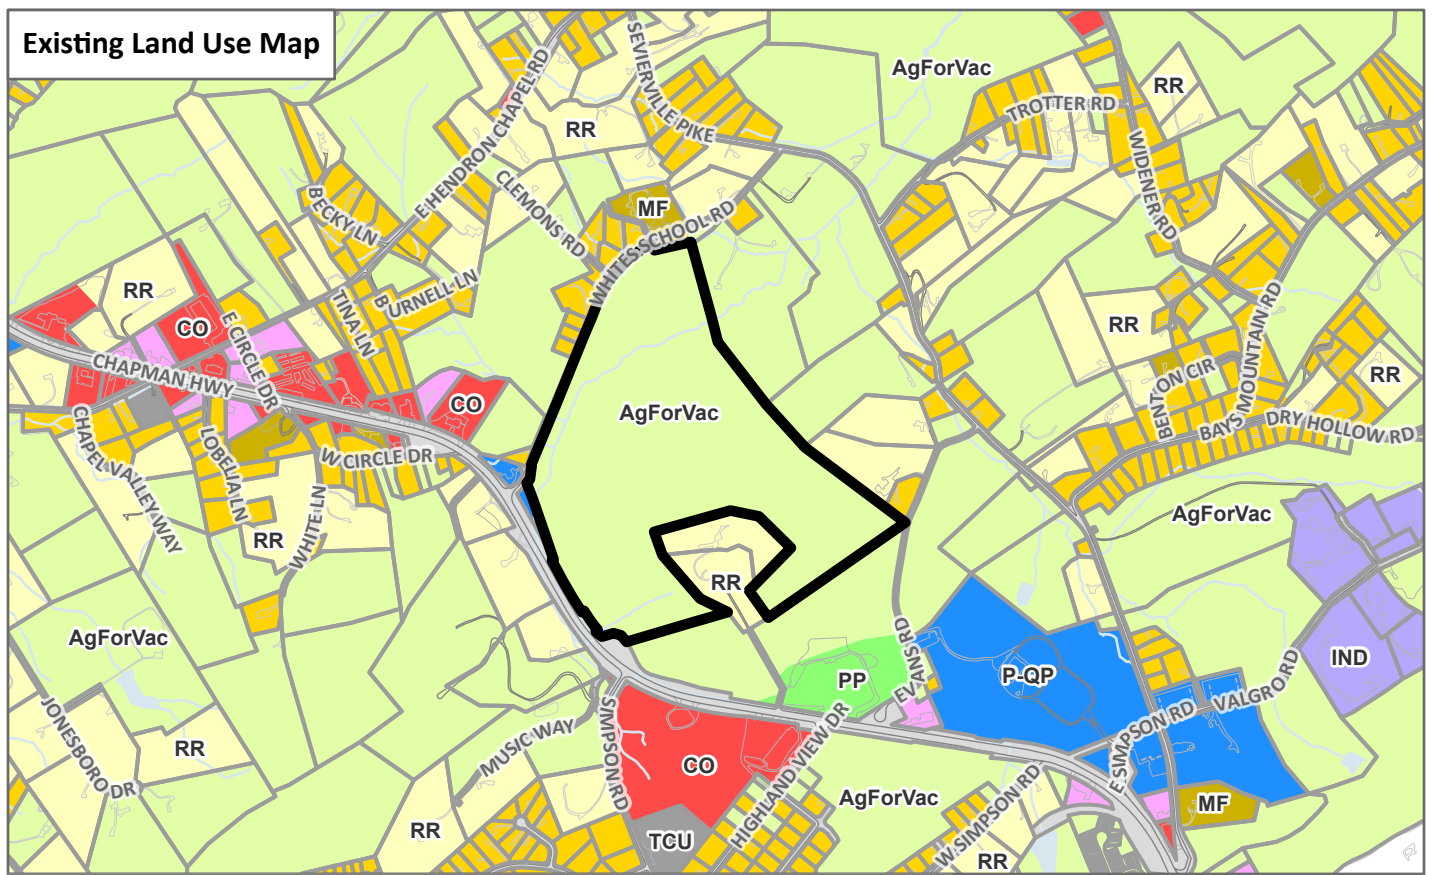 Existing Land Use Map
SEVIERVILLE PIKE
AgForVac
E HENDRON CHAPEL RD
RR
TROTTER RD
RR
WIDENER RD
CLEMONS RD
BECKY LN
MF
WHITES SCHOOL RD
RR
BURNELL LN
TINA LN
CO
E CIRCLE DR
BAYS MOUNTAIN RD
RR
CHAPMAN HWY
BENTON CIR
RR
CO
AgForVac
DRY HOLLOW RD
CHAPEL VALLEY WAY
LOBELIA LN
W CIRCLE DR
WHITE LN
AgForVac
RR
RR
AgForVac
EVANS RD
IND
PP
P-QP
VALGRO RD
E SIMPSON RD
JONESBORO DR
RR
MUSIC WAY
SIMPSON RD
CO
HIGHLAND VIEW DR
AgForVac
W SIMPSON RD
MF
RR
TCU
RR